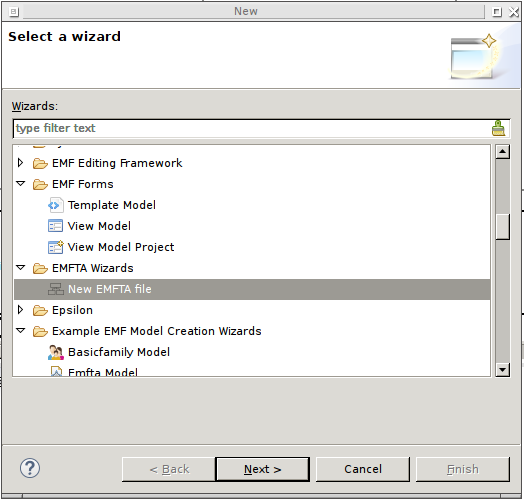 New
Select a wizard
Wizards:
type filter text
EMF Editing Framework
EMF Forms
Template Model
View Model
View Model Project
EMFTA Wizards
New EMFTA file
Epsilon
Example EMF Model Creation Wizards
Basicfamily Model
Emfta Model
< Back
Next >
Cancel
Finish